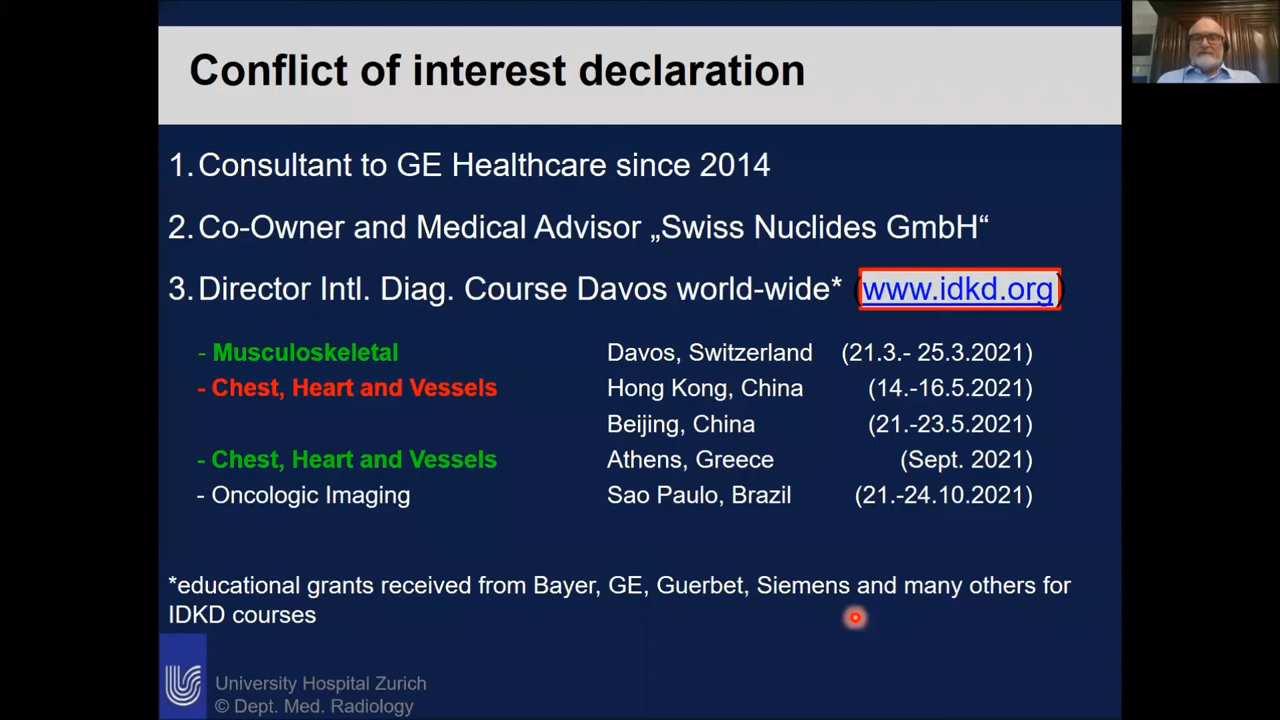 Conflict of interest declaration
1. Consultant to GE Healthcare since 2014
2. Co-Owner and Medical Advisor „Swiss Nuclides GmbH“
3. Director Intl. Diag. Course Davos world-wide* (www.idkd.org)
- Musculoskeletal Davos, Switzerland (21.3.- 25.3.2021)
- Chest, Heart and Vessels Hong Kong, China (14.-16.5.2021)
Beijing, China (21.-23.5.2021)
- Chest, Heart and Vessels Athens, Greece (Sept. 2021)
- Oncologic Imaging Sao Paulo, Brazil (21.-24.10.2021)
*educational grants received from Bayer, GE, Guerbet, Siemens and many others for
IDKD courses
University Hospital Zurich
© Dept. Med. Radiology